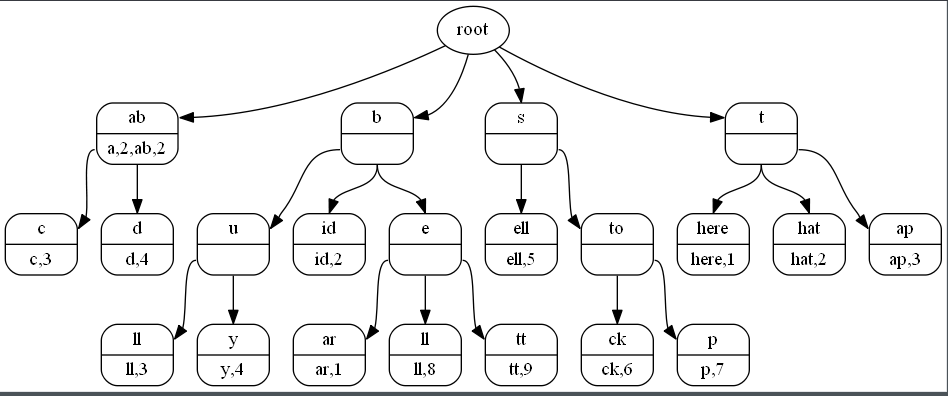 root
ab
b
s
t
a,2,ab,2
c
d
u
id
e
ell
to
here
hat
ap
c,3
d,4
id,2
ell,5
here,1
hat,2
ap,3
ll
y
ar
ll
tt
ck
p
ll,3
y,4
ar,1
ll,8
tt,9
ck,6
p,7